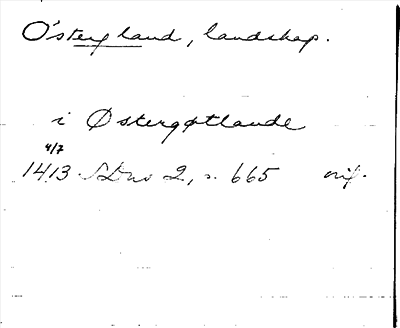 Östergland, landskap.
i Østergøtlande
4/7
1413 SDns 2, s. 665 orig.